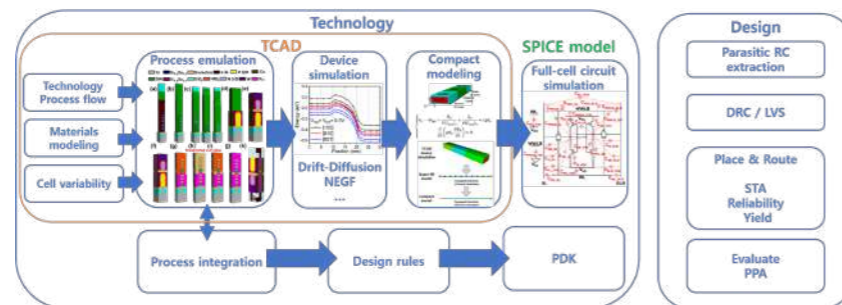 Technology
TCAD
Process emulation
Technology
Process flow
Materials modeling
Cell variability
(a) (b) (c) (d) (e)
(f) (g) (h) (i) (j) (k)
Device
simulation
Position (nm)
Drift-Diffusion
NEGF
...
Compact
modeling
SPICE model
Full-cell circuit
simulation
Process integration
Design rules
PDK
Design
Parasitic RC
extraction
DRC / LVS
Place & Route
STA
Reliability
Yield
Evaluate
PPA